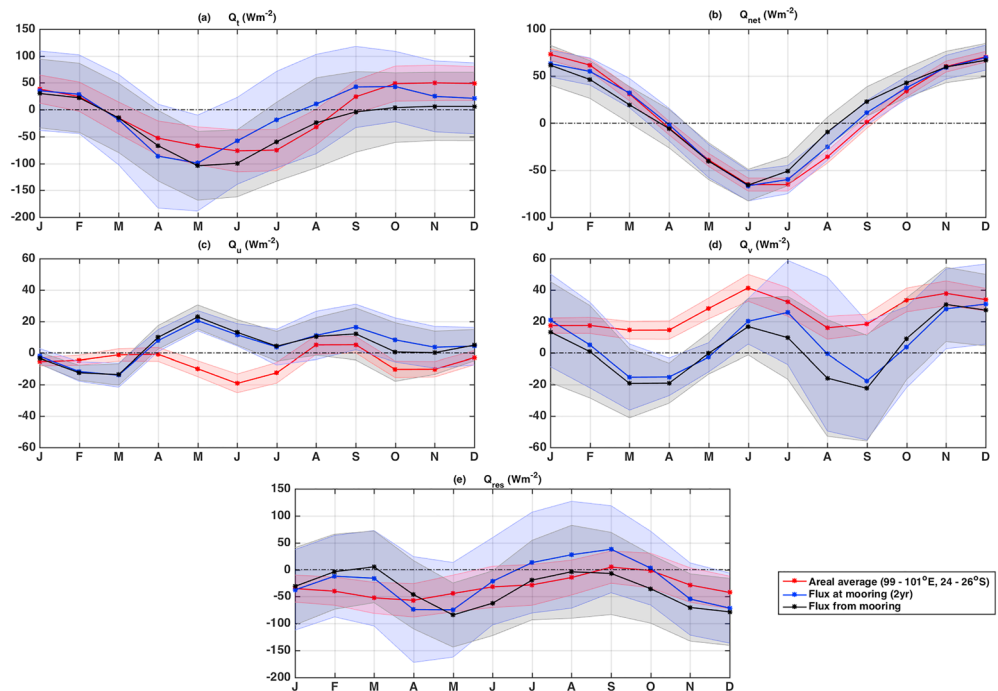 (a) Qt (Wm-2)
150
100
50
0
-50
-100
-150
-200
J F M A M J J A S O N D
(b) Qnet (Wm-2)
100
50
0
-50
-100
J F M A M J J A S O N D
(c) Qu (Wm-2)
60
40
20
0
-20
-40
-60
J F M A M J J A S O N D
(d) Qv (Wm-2)
60
40
20
0
-20
-40
-60
J F M A M J J A S O N D
(e) Qres (Wm-2)
150
100
50
0
-50
-100
-150
-200
J F M A M J J A S O N D
Areal average (99 - 101oE, 24 - 26oS)
Flux at mooring (2yr)
Flux from mooring